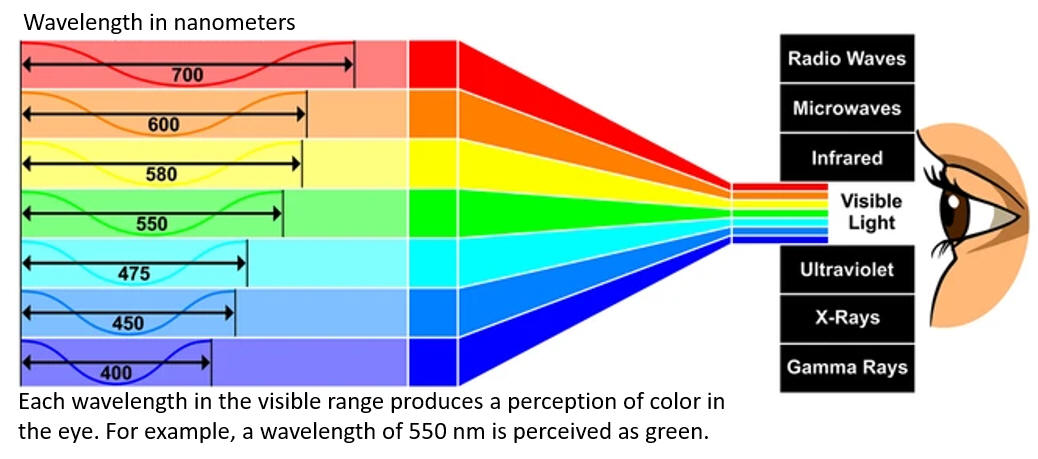 Wavelength in nanometers
700
600
580
550
475
450
400
Radio Waves
Microwaves
Infrared
Visible
Light
Ultraviolet
X-Rays
Gamma Rays
Each wavelength in the visible range produces a perception of color in
the eye. For example, a wavelength of 550 nm is perceived as green.